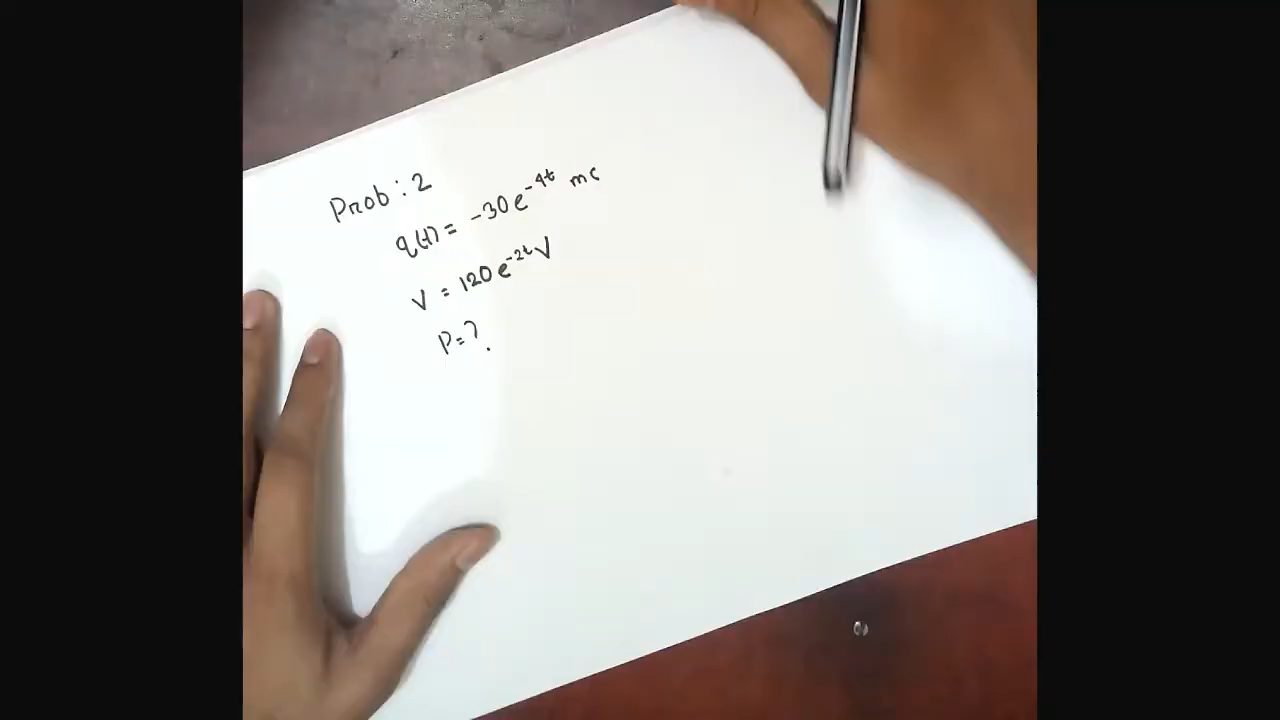 Prob : 2
q(t) = -30e^{-4t} mc
V = 120e^{-2t} V
P = ?